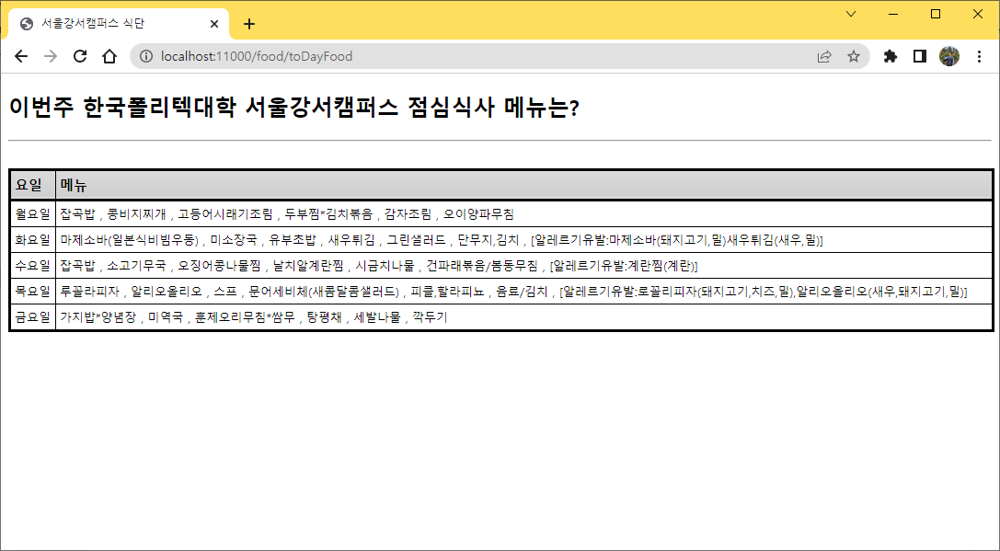 서울강서캠퍼스 식단
localhost:11000/food/toDayFood
이번주 한국폴리텍대학 서울강서캠퍼스 점심식사 메뉴는?
요일 메뉴
월요일 잡곡밥 , 콩비지찌개 , 고등어시래기조림 , 두부찜*김치볶음 , 감자조림 , 오이양파무침
화요일 마제소바(일본식비빔우동) , 미소장국 , 유부초밥 , 새우튀김 , 그린샐러드 , 단무지,김치 , [알레르기유발:마제소바(돼지고기,밀)새우튀김(새우,밀)]
수요일 잡곡밥 , 소고기무국 , 오징어콩나물찜 , 날치알계란찜 , 시금치나물 , 건파래볶음/봄동무침 , [알레르기유발:계란찜(계란)]
목요일 루꼴라피자 , 알리오올리오 , 스프 , 문어세비체(새콤달콤샐러드) , 피클,할라피뇨 , 음료/김치 , [알레르기유발:로꼴리피자(돼지고기,치즈,밀),알리오올리오(새우,돼지고기,밀)]
금요일 가지밥*양념장 , 미역국 , 훈제오리무침*쌈무 , 탕평채 , 세발나물 , 깍두기